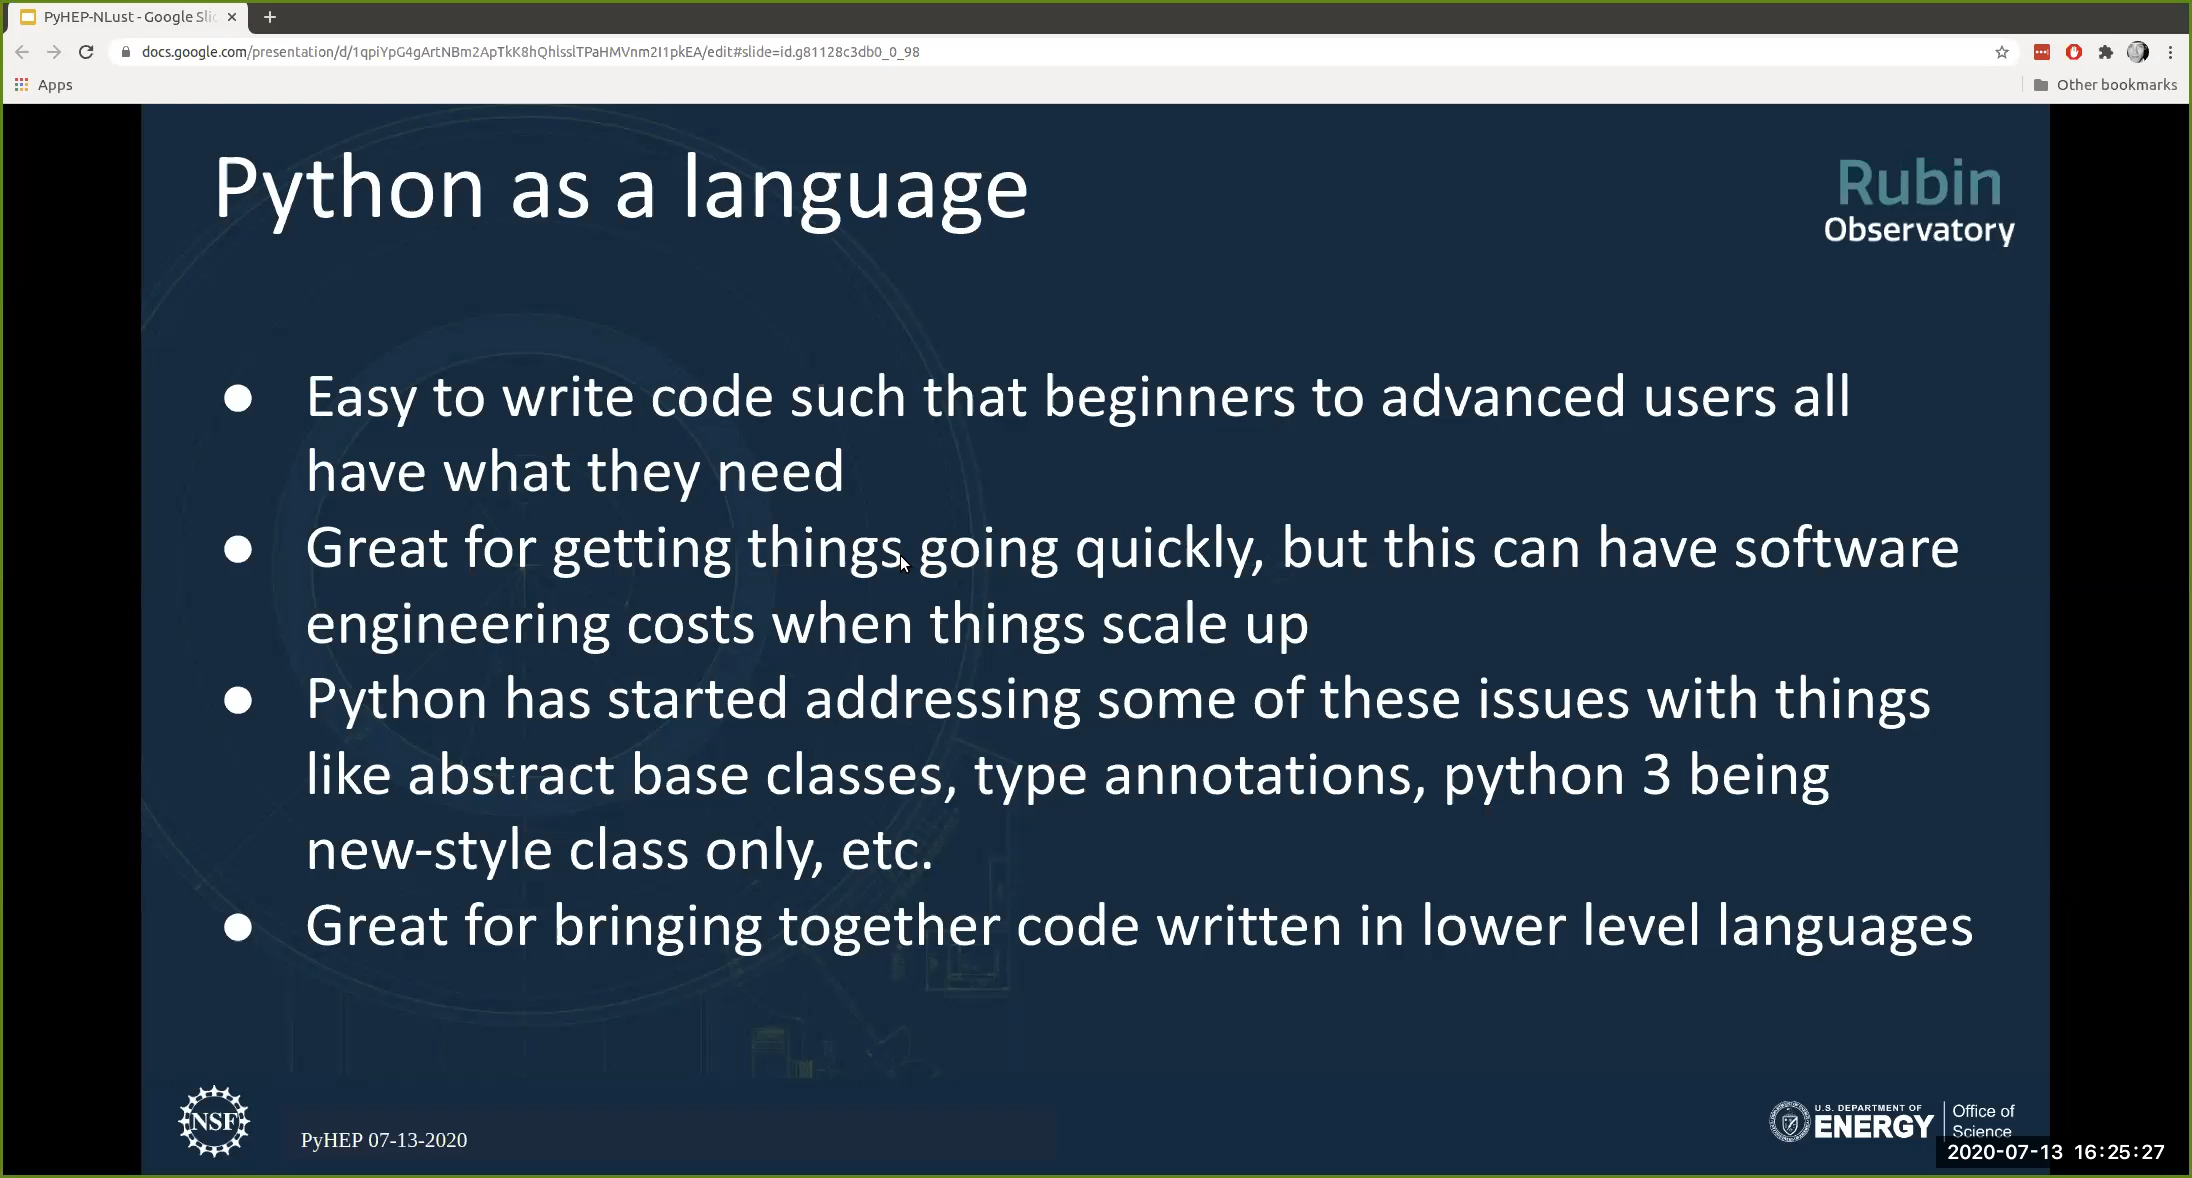 PyHEP-NLust - Google Slic
docs.google.com/presentation/d/1qpiYpG4gArtNBm2ApTkK8hQhlsslTPaHMVnm2I1pkEA/edit#slide=id.g81128c3db0_0_98
Apps
Other bookmarks
Python as a language
Rubin
Observatory
● Easy to write code such that beginners to advanced users all
have what they need
● Great for getting things going quickly, but this can have software
engineering costs when things scale up
● Python has started addressing some of these issues with things
like abstract base classes, type annotations, python 3 being
new-style class only, etc.
● Great for bringing together code written in lower level languages
NSF
PyHEP 07-13-2020
U.S. DEPARTMENT OF
ENERGY
Office of
Science
2020-07-13 16:25:27